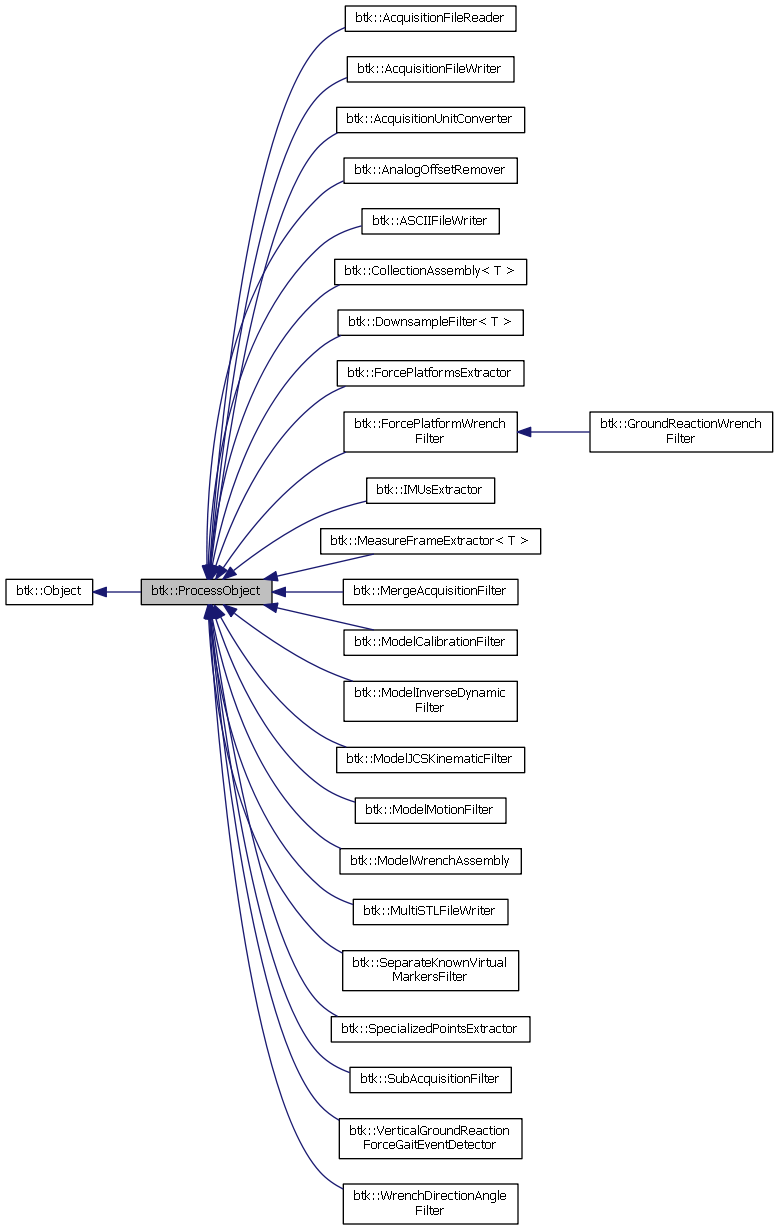 btk::AcquisitionFileReader
btk::AcquisitionFileWriter
btk::AcquisitionUnitConverter
btk::AnalogOffsetRemover
btk::ASCIIFileWriter
btk::CollectionAssembly< T >
btk::DownsampleFilter< T >
btk::ForcePlatformsExtractor
btk::ForcePlatformWrench
Filter
btk::GroundReactionWrench
Filter
btk::IMUsExtractor
btk::MeasureFrameExtractor< T >
btk::Object
btk::ProcessObject
btk::MergeAcquisitionFilter
btk::ModelCalibrationFilter
btk::ModelInverseDynamic
Filter
btk::ModelJCSKinematicFilter
btk::ModelMotionFilter
btk::ModelWrenchAssembly
btk::MultiSTLFileWriter
btk::SeparateKnownVirtual
MarkersFilter
btk::SpecializedPointsExtractor
btk::SubAcquisitionFilter
btk::VerticalGroundReaction
ForceGaitEventDetector
btk::WrenchDirectionAngle
Filter